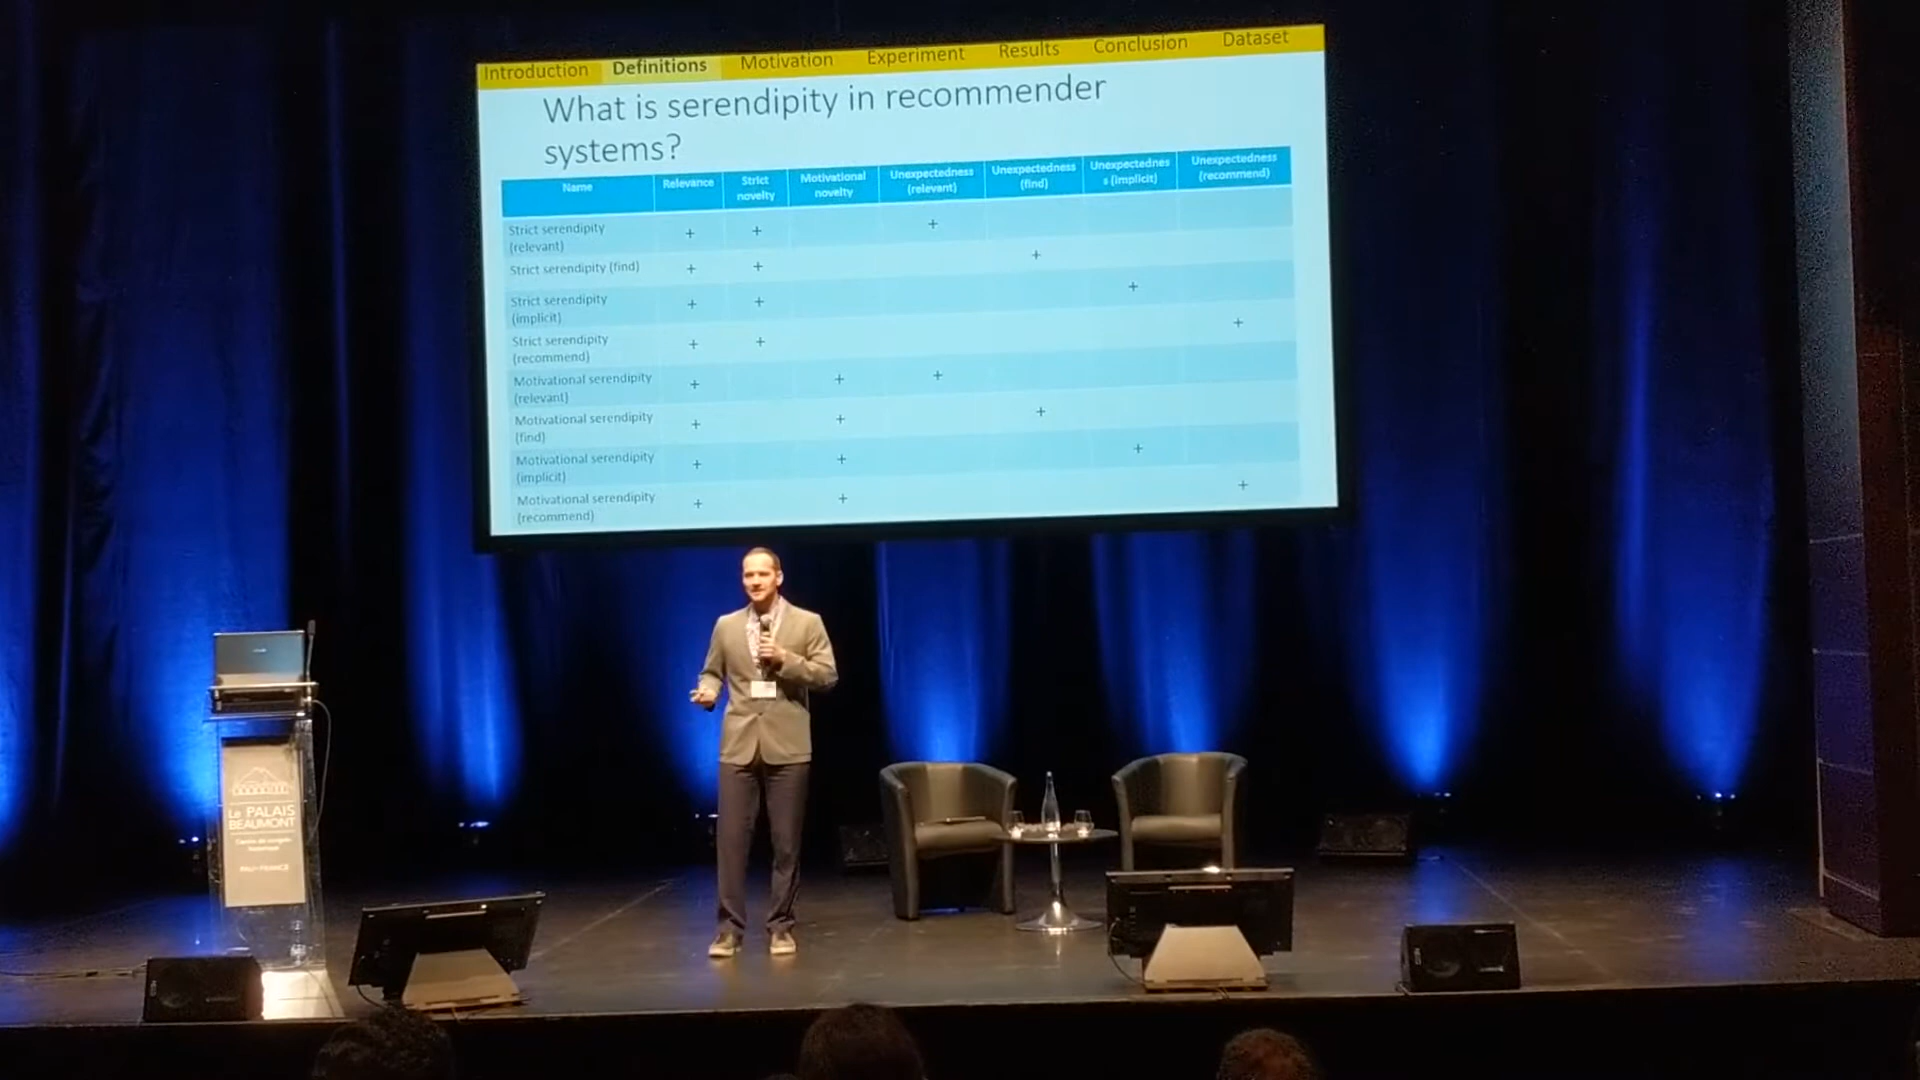 Introduction Definitions Motivation Experiment Results Conclusion Dataset
What is serendipity in recommender
systems?
Name Relevance Strict novelty Motivational novelty Unexpectedness (relevant) Unexpectedness (find) Unexpectednes s (implicit) Unexpectedness (recommend)
Strict serendipity (relevant) + + +
Strict serendipity (find) + + +
Strict serendipity (implicit) + + +
Strict serendipity (recommend) + + +
Motivational serendipity (relevant) + + +
Motivational serendipity (find) + + +
Motivational serendipity (implicit) + + +
Motivational serendipity (recommend) + + +
Le PALAIS
BEAUMONT